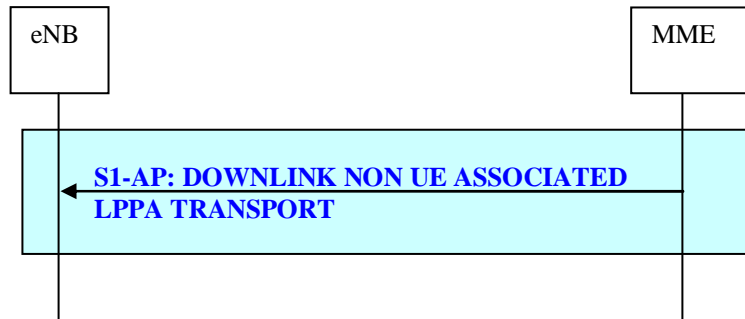 eNB
MME
S1-AP: DOWNLINK NON UE ASSOCIATED
LPPA TRANSPORT